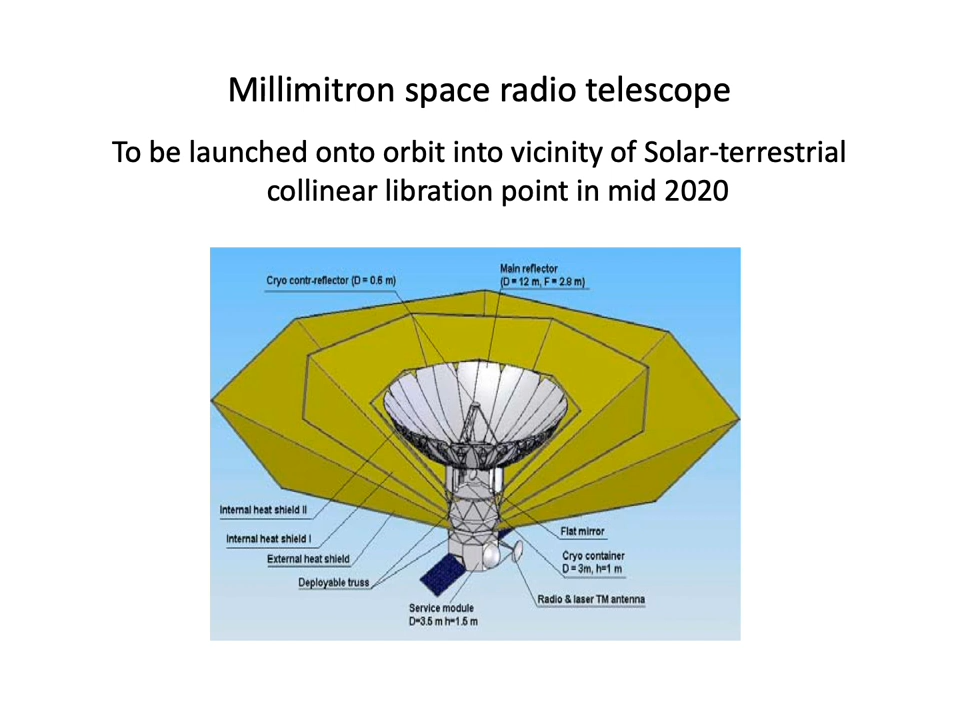 Millimitron space radio telescope
To be launched onto orbit into vicinity of Solar-terrestrial
collinear libration point in mid 2020
Main reflector
(D = 12 m, F = 2.8 m)
Cryo contr-reflector (D = 0.6 m)
Internal heat shield II
Internal heat shield I
External heat shield
Deployable truss
Service module
D=3.5 m h=1.5 m
Flat mirror
Cryo container
D = 3m, h=1 m
Radio & laser TM antenna